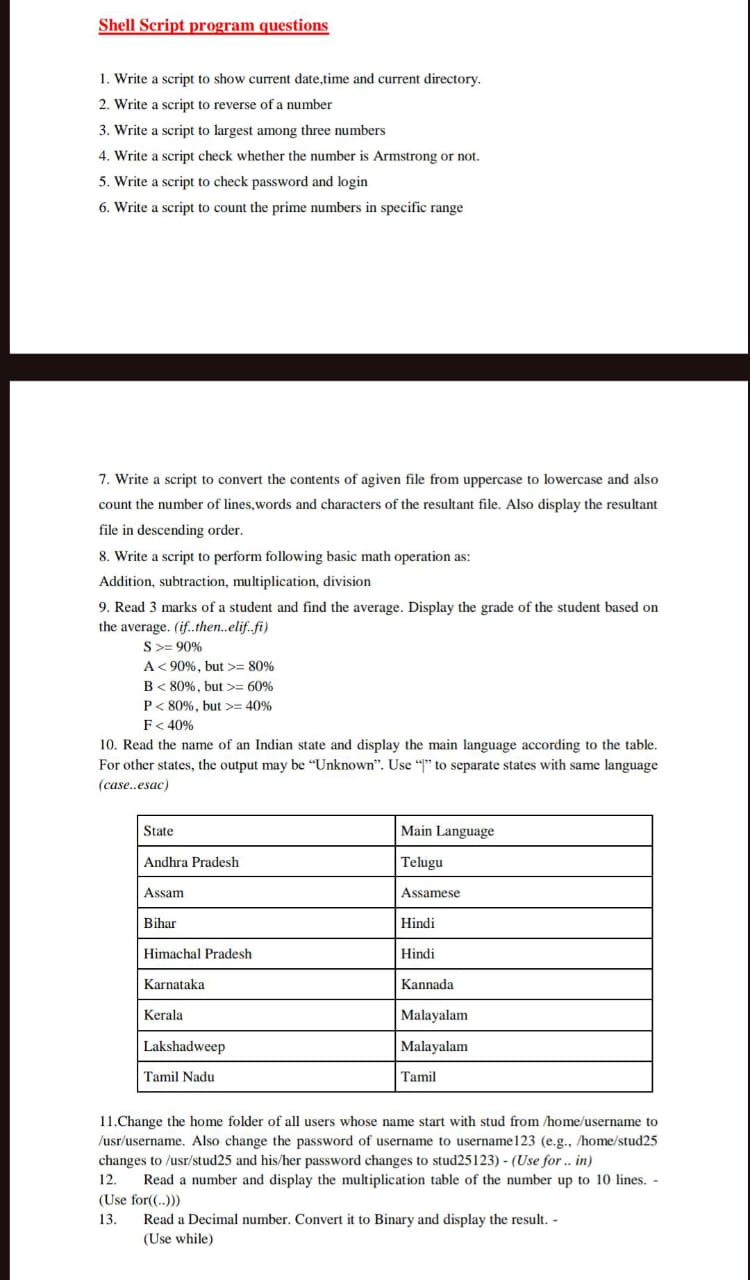 Shell Script program questions
1. Write a script to show current date,time and current directory.
2. Write a script to reverse of a number
3. Write a script to largest among three numbers
4. Write a script check whether the number is Armstrong or not.
5. Write a script to check password and login
6. Write a script to count the prime numbers in specific range
7. Write a script to convert the contents of agiven file from uppercase to lowercase and also
count the number of lines,words and characters of the resultant file. Also display the resultant
file in descending order.
8. Write a script to perform following basic math operation as:
Addition, subtraction, multiplication, division
9. Read 3 marks of a student and find the average. Display the grade of the student based on
the average. (if..then..elif..fi)
S >= 90%
A < 90%, but >= 80%
B < 80%, but >= 60%
P < 80%, but >= 40%
F < 40%
10. Read the name of an Indian state and display the main language according to the table.
For other states, the output may be “Unknown”. Use “|” to separate states with same language
(case..esac)
State Main Language
Andhra Pradesh Telugu
Assam Assamese
Bihar Hindi
Himachal Pradesh Hindi
Karnataka Kannada
Kerala Malayalam
Lakshadweep Malayalam
Tamil Nadu Tamil
11.Change the home folder of all users whose name start with stud from /home/username to
/usr/username. Also change the password of username to username123 (e.g., /home/stud25
changes to /usr/stud25 and his/her password changes to stud25123) - (Use for .. in)
12. Read a number and display the multiplication table of the number up to 10 lines. -
(Use for((..)))
13. Read a Decimal number. Convert it to Binary and display the result. -
(Use while)